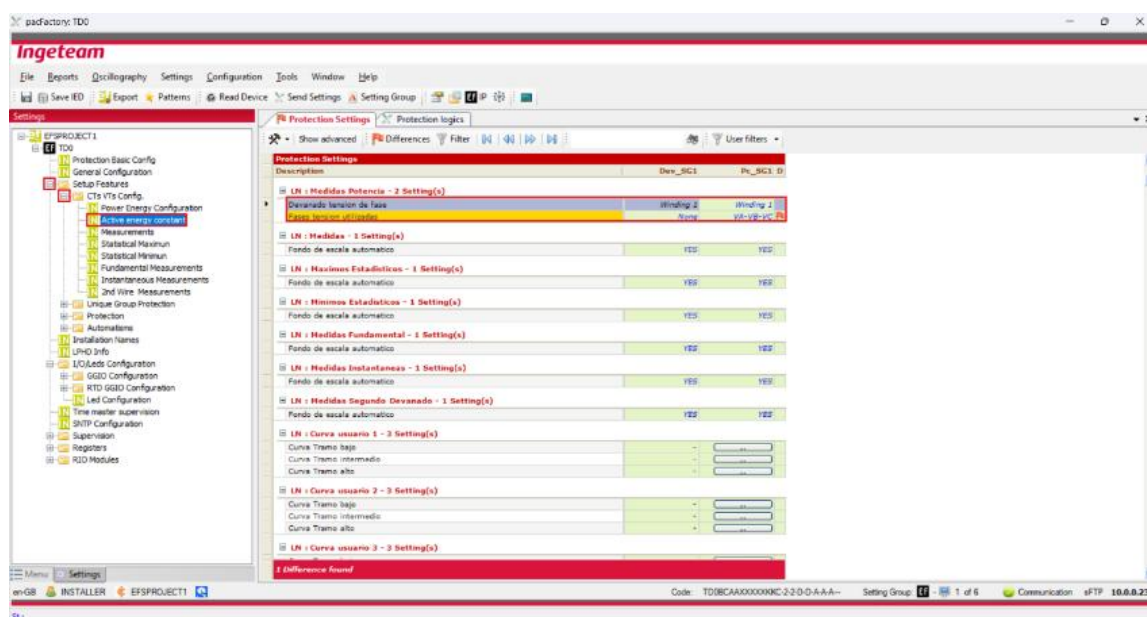 pacFactory: TD0
Ingeteam
File Reports Oscillography Settings Configuration Tools Window Help
Save IED Export Patterns Read Device Send Settings Setting Group EF IP
Settings
Protection Settings Protection logics
Show advanced Differences Filter User filters
EFSPROJECT1
EF TD0
Protection Basic Config
General Configuration
Setup Features
CTs VTs Config.
Power Energy Configuration
Active energy constant
Measurements
Statistical Maximun
Statistical Minimun
Fundamental Measurements
Instantaneous Measurements
2nd Wire Measurements
Unique Group Protection
Protection
Automatisms
Installation Names
LPHD Info
I/O/Leds Configuration
GGIO Configuration
RTD GGIO Configuration
Led Configuration
Time master supervision
SNTP Configuration
Supervision
Registers
RIO Modules
Menu Settings
Protection Settings
Description Dev_SG1 Pc_SG1 D
LN : Medidas Potencia - 2 Setting(s)
Devanado tension de fase Winding 1 Winding 1
Fases tension utilizadas None VA-VB-VC
LN : Medidas - 1 Setting(s)
Fondo de escala automatico YES YES
LN : Maximos Estadisticos - 1 Setting(s)
Fondo de escala automatico YES YES
LN : Minimos Estadisticos - 1 Setting(s)
Fondo de escala automatico YES YES
LN : Medidas Fundamental - 1 Setting(s)
Fondo de escala automatico YES YES
LN : Medidas Instantaneas - 1 Setting(s)
Fondo de escala automatico YES YES
LN : Medidas Segundo Devanado - 1 Setting(s)
Fondo de escala automatico YES YES
LN : Curva usuario 1 - 3 Setting(s)
Curva Tramo bajo - ...
Curva Tramo intermedio - ...
Curva Tramo alto - ...
LN : Curva usuario 2 - 3 Setting(s)
Curva Tramo bajo - ...
Curva Tramo intermedio - ...
Curva Tramo alto - ...
LN : Curva usuario 3 - 3 Setting(s)
1 Difference found
en-GB INSTALLER EFSPROJECT1 Code: Setting Group: EF - 1 of 6 Communication sFTP 10.0.0.23